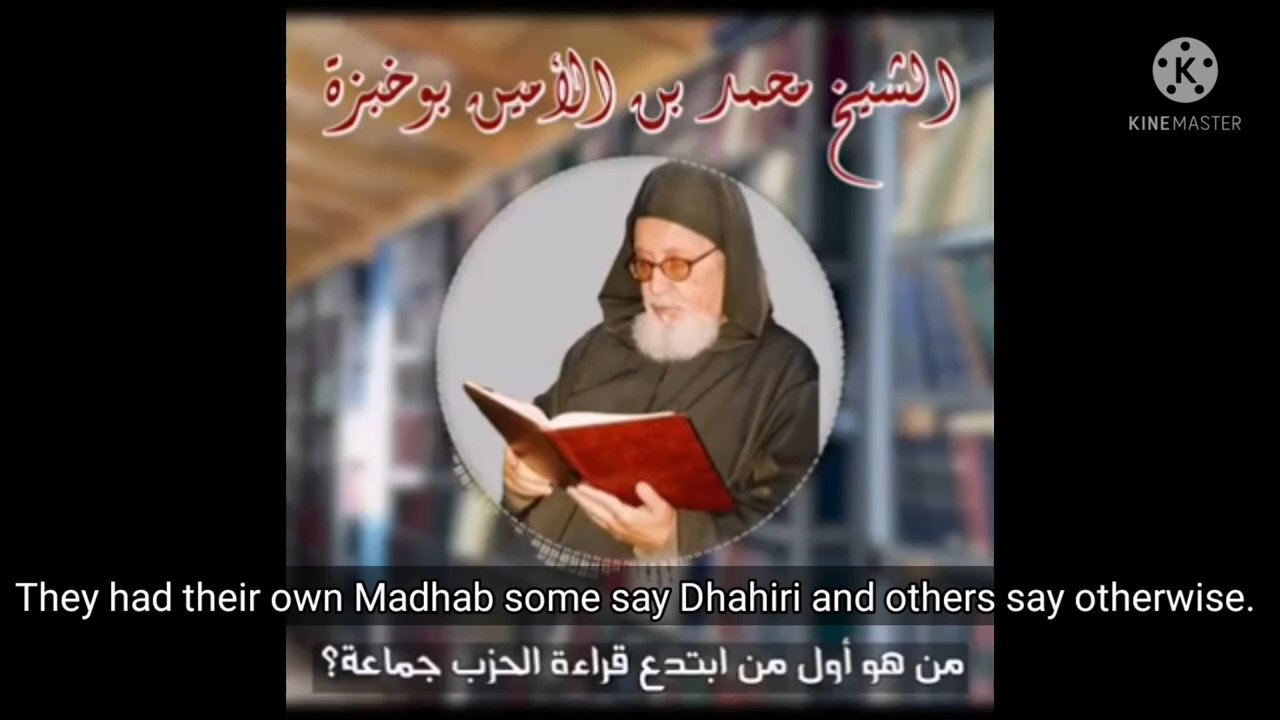 الشيخ محمد بن الأمين بوخبزة
K
KINEMASTER
They had their own Madhab some say Dhahiri and others say otherwise.
من هو أول من ابتدع قراءة الحزب جماعة؟